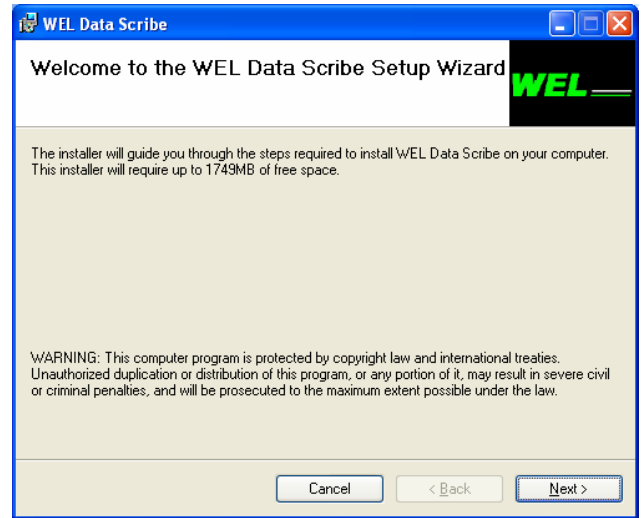 WEL Data Scribe
Welcome to the WEL Data Scribe Setup Wizard
WEL
The installer will guide you through the steps required to install WEL Data Scribe on your computer.
This installer will require up to 1749MB of free space.
WARNING: This computer program is protected by copyright law and international treaties.
Unauthorized duplication or distribution of this program, or any portion of it, may result in severe civil
or criminal penalties, and will be prosecuted to the maximum extent possible under the law.
Cancel < Back Next >